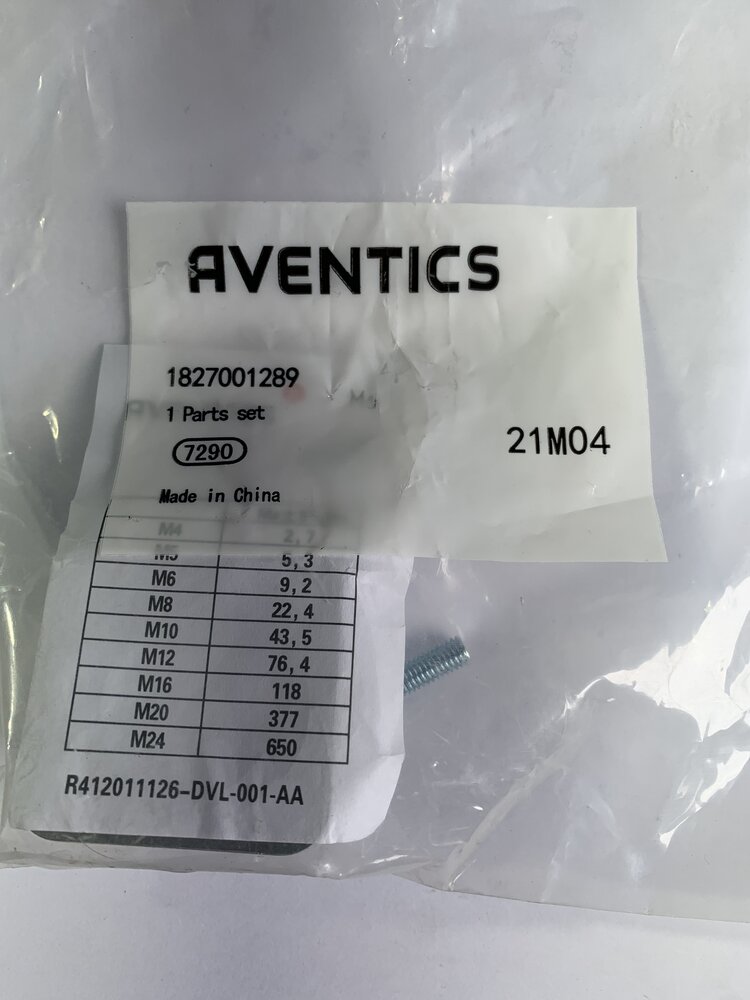 AVENTICS
1827001289
1 Parts set
7290
21M04
Made in China
M4 2,7
M5 5,3
M6 9,2
M8 22,4
M10 43,5
M12 76,4
M16 118
M20 377
M24 650
R412011126-DVL-001-AA